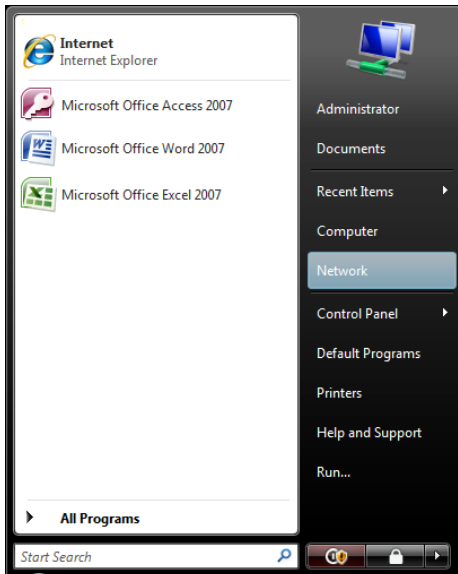 Internet
Internet Explorer
Microsoft Office Access 2007
Microsoft Office Word 2007
Microsoft Office Excel 2007
All Programs
Start Search
Administrator
Documents
Recent Items
Computer
Network
Control Panel
Default Programs
Printers
Help and Support
Run...